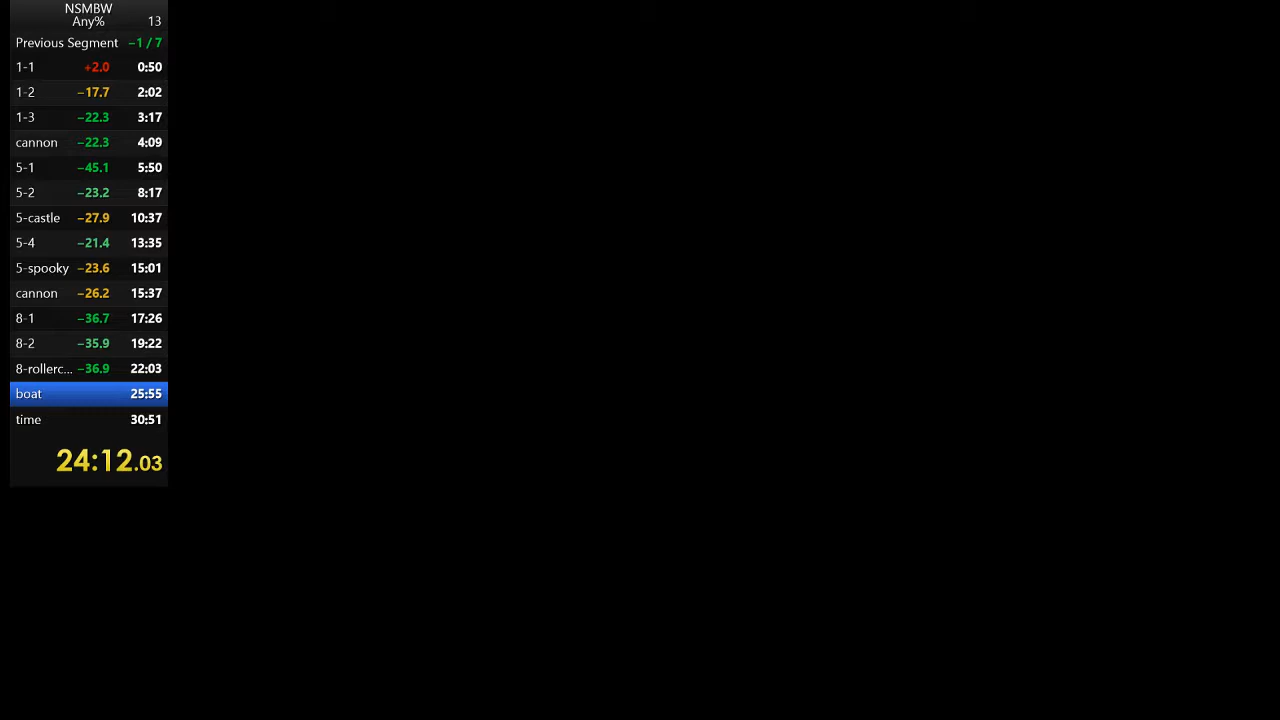 NSMBW
Any% 13
Previous Segment −1 / 7
1-1 +2.0 0:50
1-2 −17.7 2:02
1-3 −22.3 3:17
cannon −22.3 4:09
5-1 −45.1 5:50
5-2 −23.2 8:17
5-castle −27.9 10:37
5-4 −21.4 13:35
5-spooky −23.6 15:01
cannon −26.2 15:37
8-1 −36.7 17:26
8-2 −35.9 19:22
8-rollerc... −36.9 22:03
boat 25:55
time 30:51
24:12.03